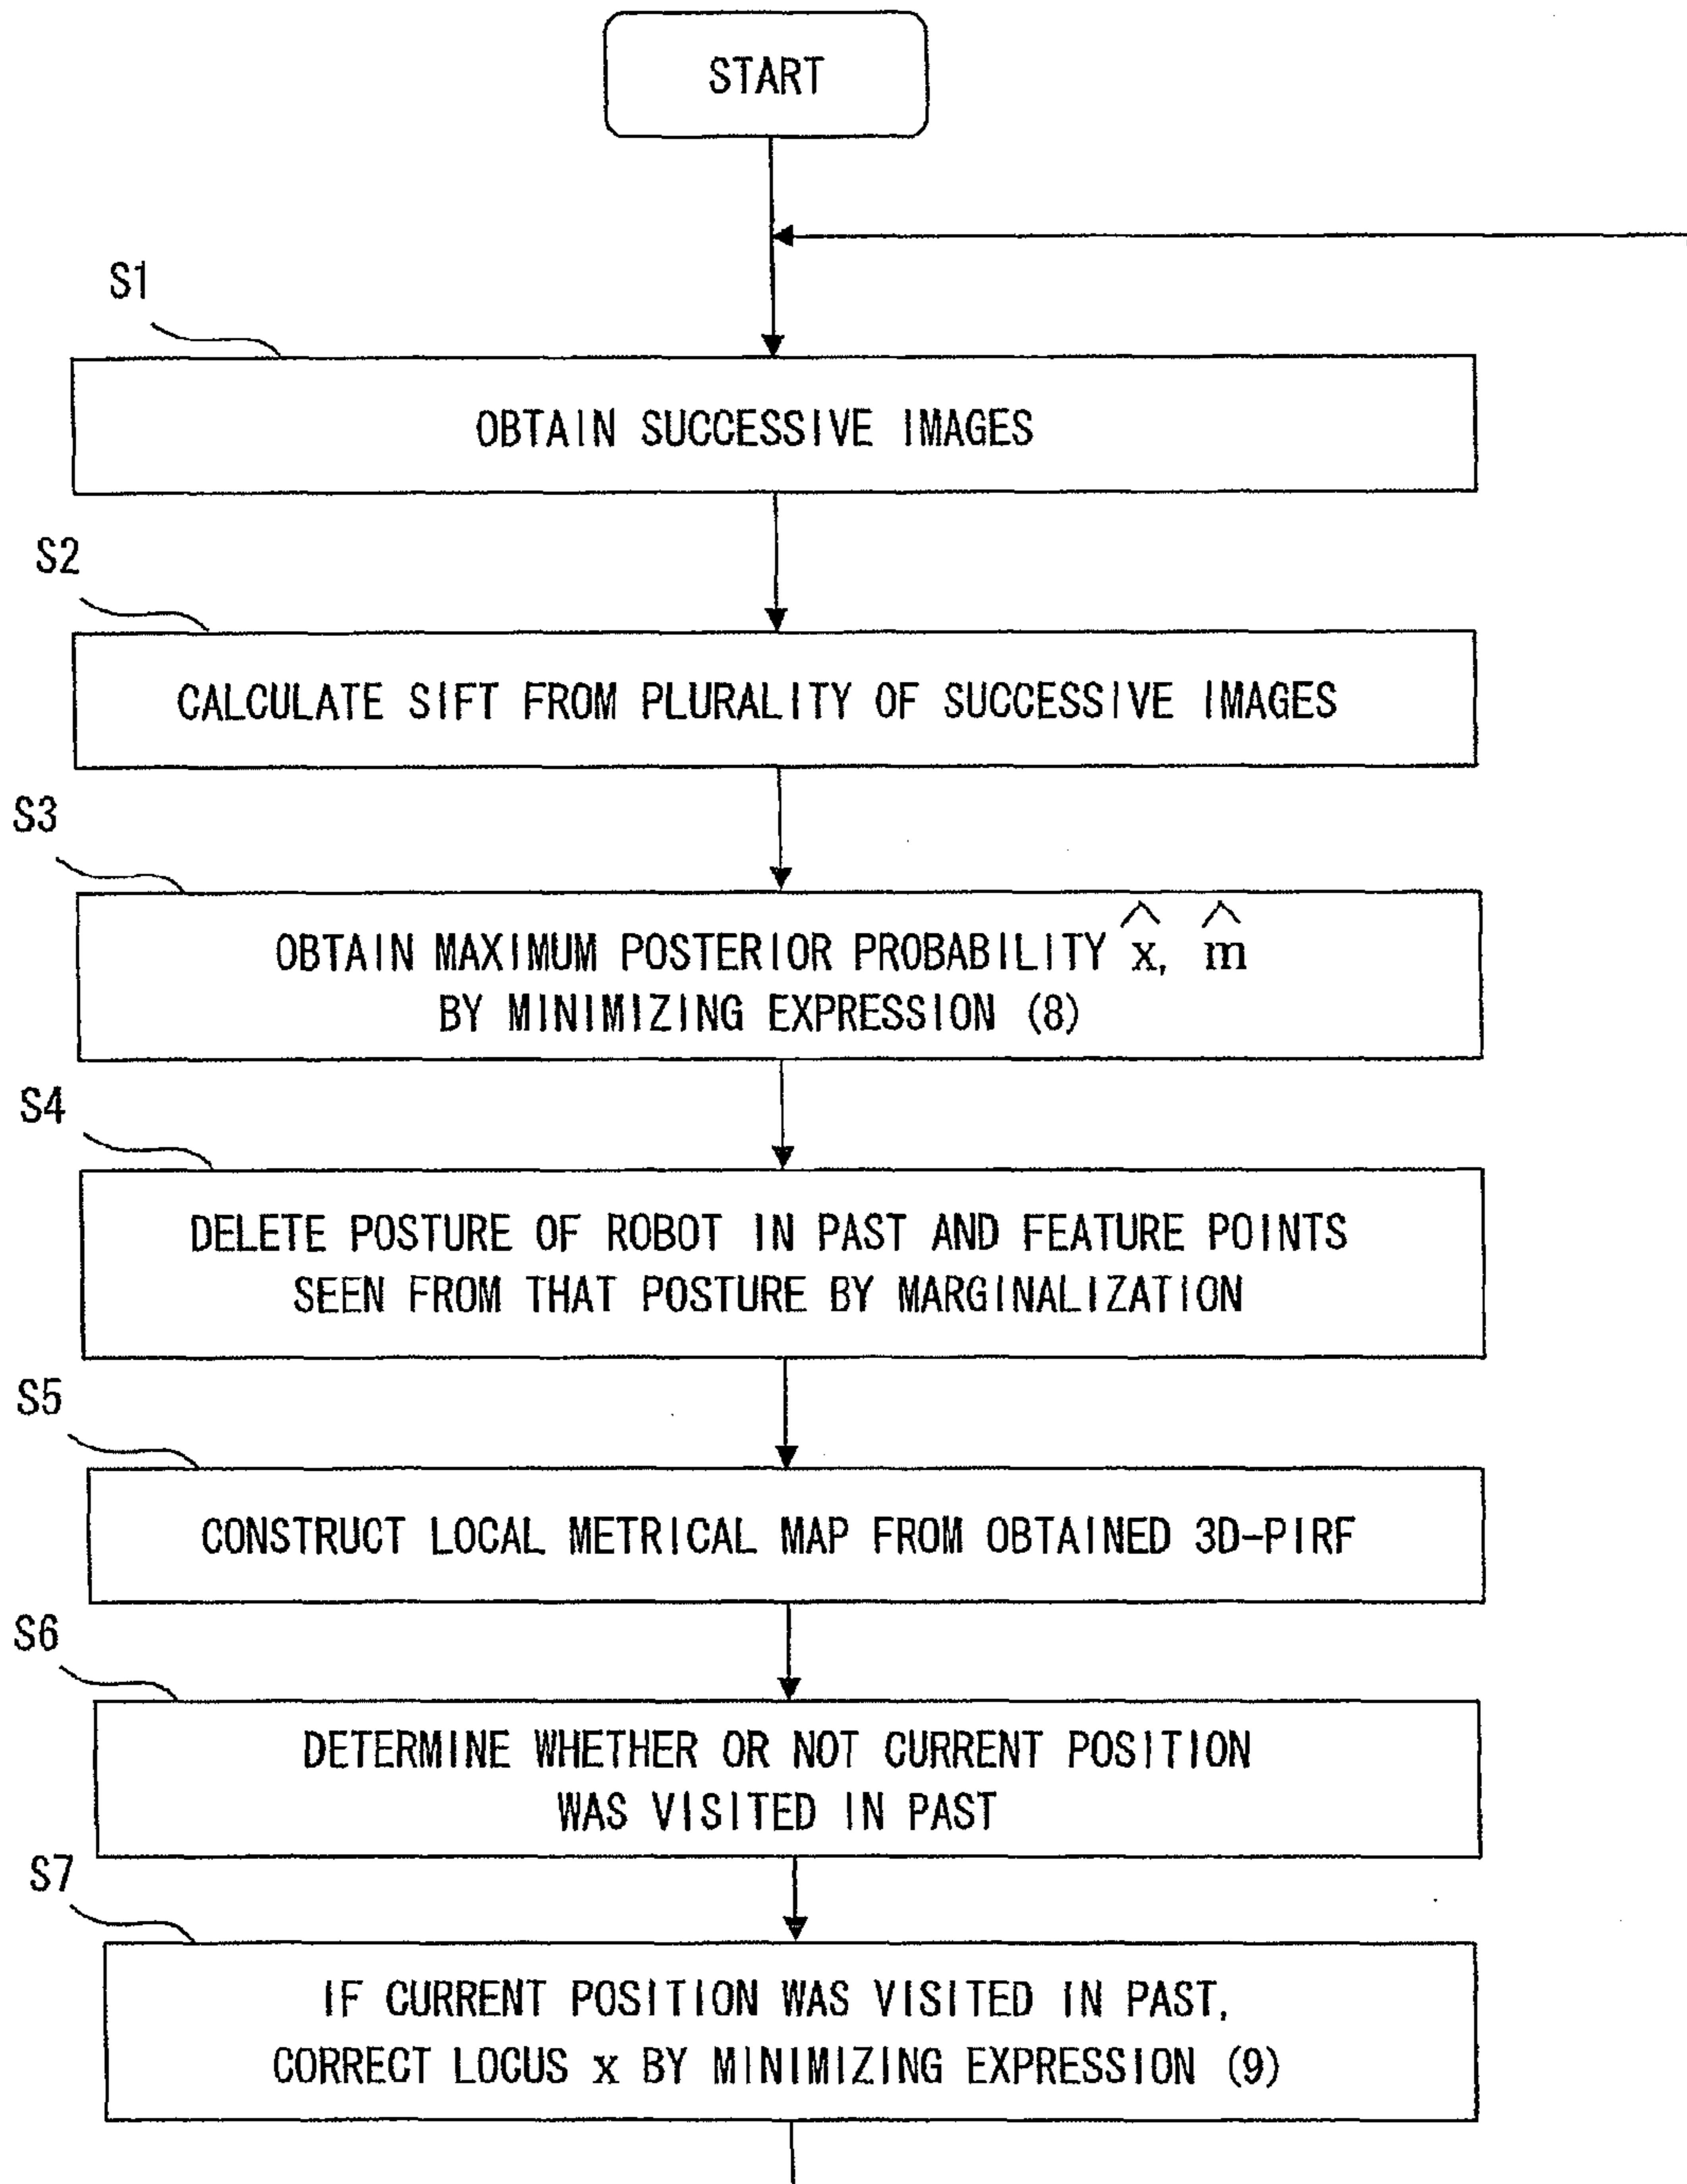 START
S1
OBTAIN SUCCESSIVE IMAGES
S2
CALCULATE SIFT FROM PLURALITY OF SUCCESSIVE IMAGES
S3
OBTAIN MAXIMUM POSTERIOR PROBABILITY x̂, m̂
BY MINIMIZING EXPRESSION (8)
S4
DELETE POSTURE OF ROBOT IN PAST AND FEATURE POINTS
SEEN FROM THAT POSTURE BY MARGINALIZATION
S5
CONSTRUCT LOCAL METRICAL MAP FROM OBTAINED 3D-PIRF
S6
DETERMINE WHETHER OR NOT CURRENT POSITION
WAS VISITED IN PAST
S7
IF CURRENT POSITION WAS VISITED IN PAST,
CORRECT LOCUS x BY MINIMIZING EXPRESSION (9)